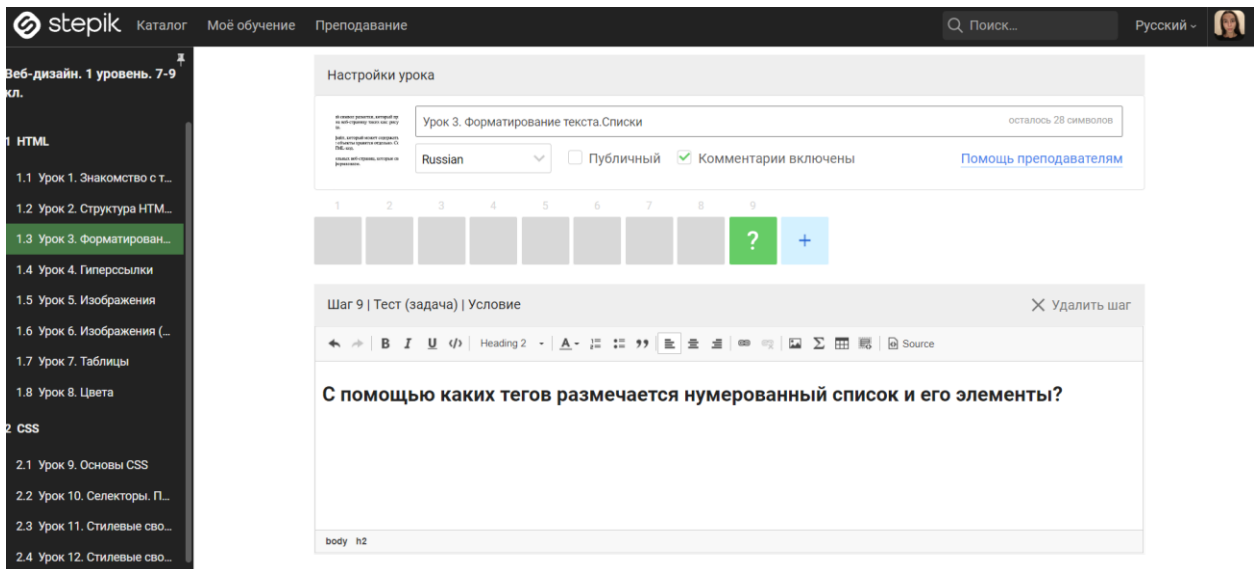 stepik Каталог Моё обучение Преподавание Поиск... Русский
Веб-дизайн. 1 уровень. 7-9
кл.
1 HTML
1.1 Урок 1. Знакомство с т...
1.2 Урок 2. Структура HTM...
1.3 Урок 3. Форматирован...
1.4 Урок 4. Гиперссылки
1.5 Урок 5. Изображения
1.6 Урок 6. Изображения (...
1.7 Урок 7. Таблицы
1.8 Урок 8. Цвета
2 CSS
2.1 Урок 9. Основы CSS
2.2 Урок 10. Селекторы. П...
2.3 Урок 11. Стилевые сво...
2.4 Урок 12. Стилевые сво...
Настройки урока
Урок 3. Форматирование текста.Списки осталось 28 символов
Russian Публичный Комментарии включены Помощь преподавателям
1 2 3 4 5 6 7 8 9
? +
Шаг 9 | Тест (задача) | Условие Удалить шаг
B I U Heading 2 A Σ Source
С помощью каких тегов размечается нумерованный список и его элементы?
body h2